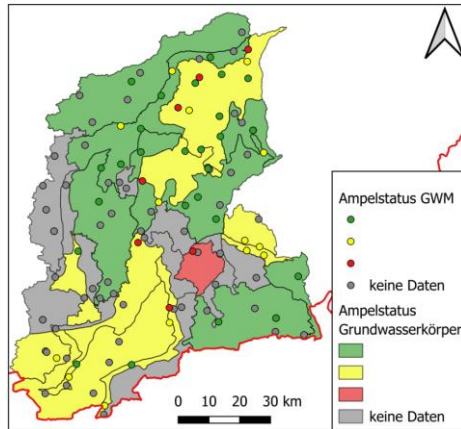 Ampelstatus GWM
keine Daten
Ampelstatus
Grundwasserkörper
keine Daten
0 10 20 30 km